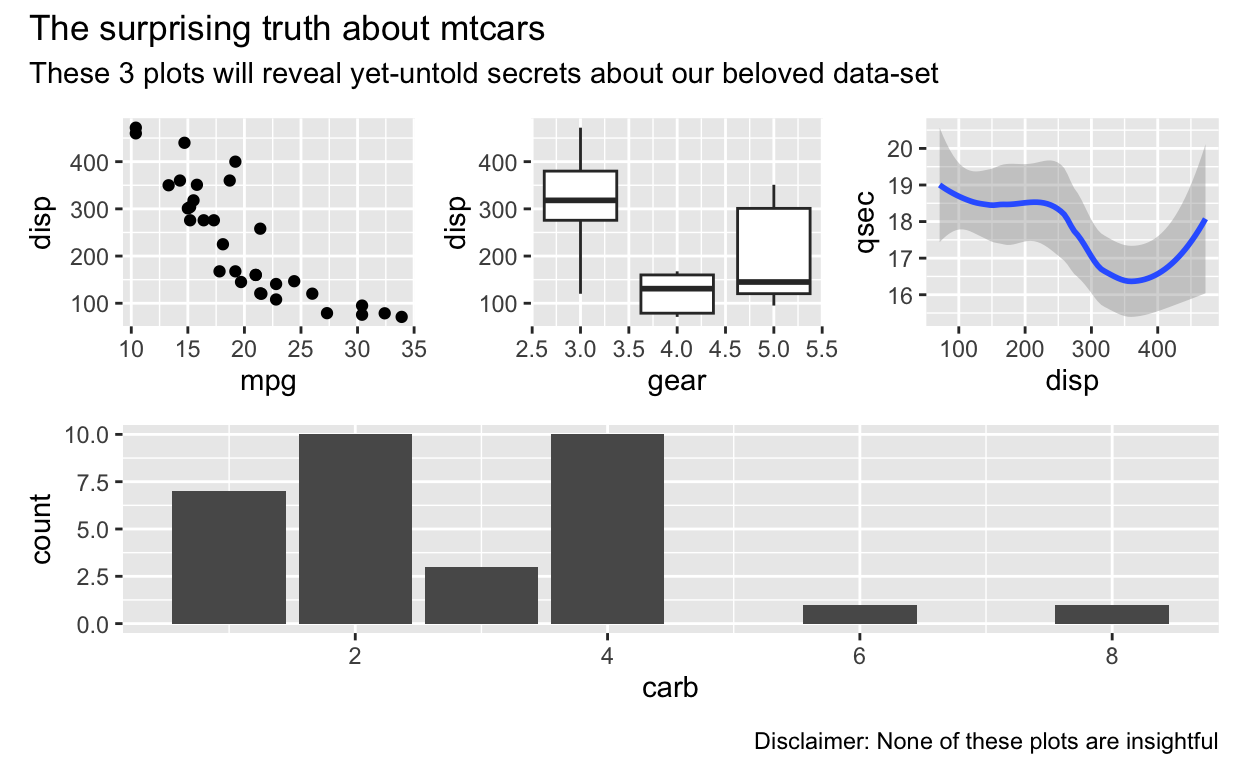 The surprising truth about mtcars
These 3 plots will reveal yet-untold secrets about our beloved data-set
400
300
200
100
disp
10 15 20 25 30 35
mpg
400
300
200
100
disp
2.5 3.0 3.5 4.0 4.5 5.0 5.5
gear
20
19
18
17
16
qsec
100 200 300 400
disp
10.0
7.5
5.0
2.5
0.0
count
2 4 6 8
carb
Disclaimer: None of these plots are insightful